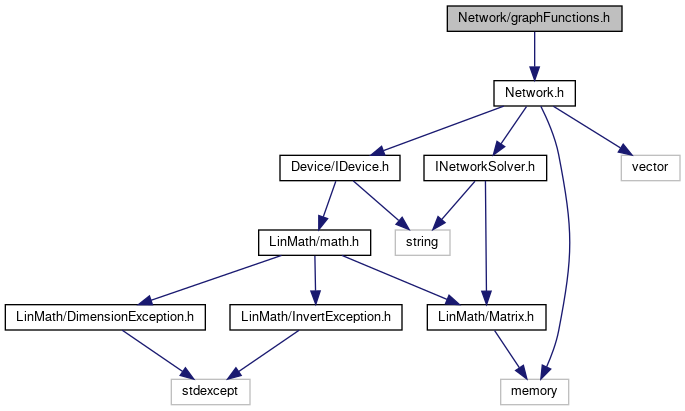 Network/graphFunctions.h
Network.h
Device/IDevice.h
INetworkSolver.h
vector
LinMath/math.h
string
LinMath/DimensionException.h
LinMath/InvertException.h
LinMath/Matrix.h
stdexcept
memory